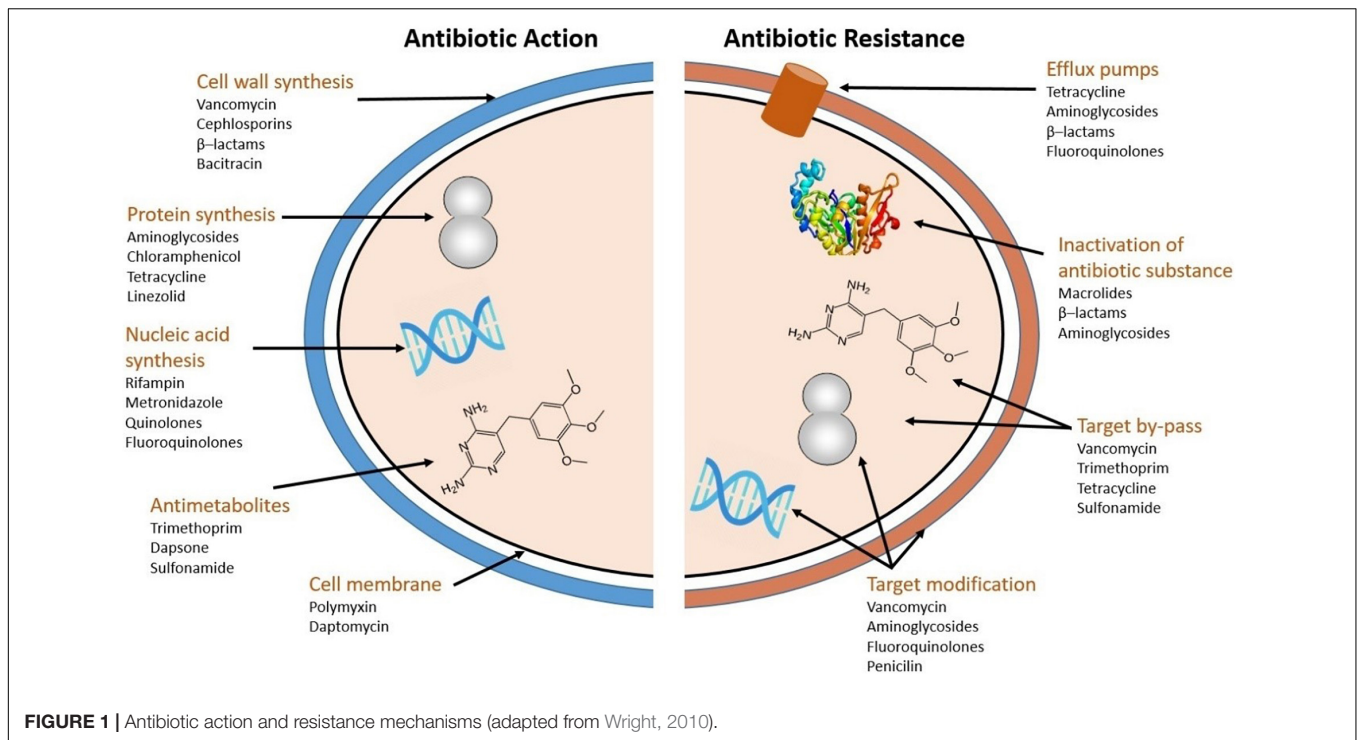 Antibiotic Action
Cell wall synthesis
Vancomycin
Cephlosporins
β–lactams
Bacitracin
Protein synthesis
Aminoglycosides
Chloramphenicol
Tetracycline
Linezolid
Nucleic acid
synthesis
Rifampin
Metronidazole
Quinolones
Fluoroquinolones
NH₂
N
N
H₂N
O
O
O
Antimetabolites
Trimethoprim
Dapsone
Sulfonamide
Cell membrane
Polymyxin
Daptomycin
Antibiotic Resistance
Efflux pumps
Tetracycline
Aminoglycosides
β–lactams
Fluoroquinolones
Inactivation of
antibiotic substance
Macrolides
β–lactams
Aminoglycosides
NH₂
N
H₂N
N
O
O
O
Target by-pass
Vancomycin
Trimethoprim
Tetracycline
Sulfonamide
Target modification
Vancomycin
Aminoglycosides
Fluoroquinolones
Penicilin
FIGURE 1 | Antibiotic action and resistance mechanisms (adapted from Wright, 2010).